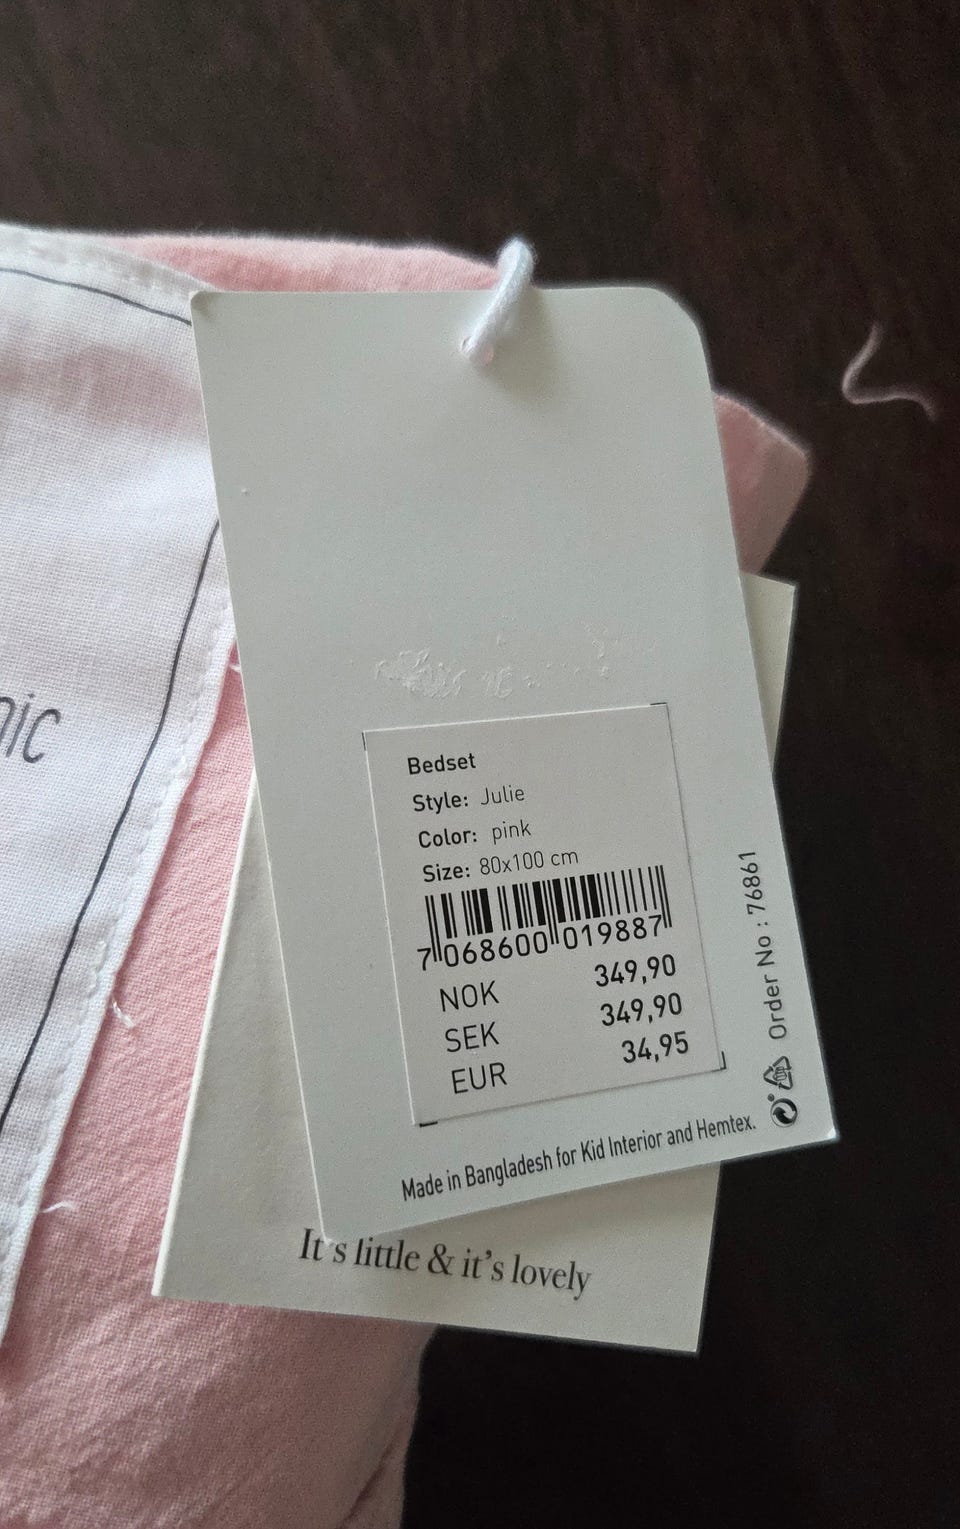 nic
Bedset
Style: Julie
Color: pink
Size: 80x100 cm
7 068600 019887
NOK 349,90
SEK 349,90
EUR 34,95
Order No : 76861
Made in Bangladesh for Kid Interior and Hemtex.
It's little & it's lovely